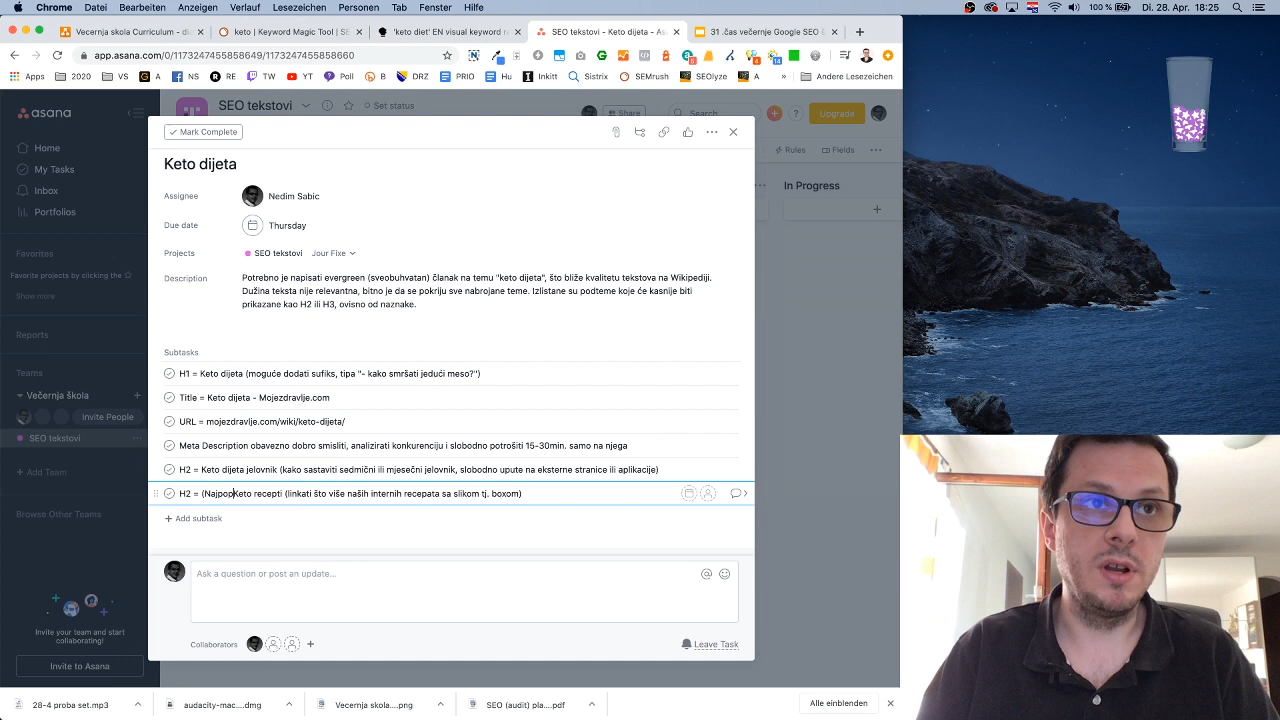 Chrome Datei Bearbeiten Anzeigen Verlauf Lesezeichen Personen Tab Fenster Hilfe
100 % Di. 28. Apr. 18:25
Vecernja skola Curriculum - di
keto | Keyword Magic Tool | SE
'keto diet' EN visual keyword r
SEO tekstovi - Keto dijeta - As
31 .čas večernje Google SEO š
app.asana.com/0/1173247455858660/1173247455858667
Apps
2020
VS
A
NS
RE
TW
YT
Poll
B
DRZ
PRIO
Hu
Inkitt
Sistrix
SEMrush
SEOlyze
A
»
Andere Lesezeichen
asana
SEO tekstovi
Set status
Share
Search
Upgrade
Home
My Tasks
Inbox
Portfolios
Favorites
Favorite projects by clicking the
Show more
Reports
Teams
Večernja škola
Invite People
SEO tekstovi
+ Add Team
Browse Other Teams
Invite your team and start
collaborating!
Invite to Asana
Rules
Fields
In Progress
Mark Complete
Keto dijeta
Assignee
Nedim Sabic
Due date
Thursday
Projects
SEO tekstovi Jour Fixe
Description
Potrebno je napisati evergreen (sveobuhvatan) članak na temu "keto dijeta", što bliže kvalitetu tekstova na Wikipediji.
Dužina teksta nije relevantna, bitno je da se pokriju sve nabrojane teme. Izlistane su podteme koje će kasnije biti
prikazane kao H2 ili H3, ovisno od naznake.
Subtasks
H1 = Keto dijeta (moguće dodati sufiks, tipa "- kako smršati jedući meso?")
Title = Keto dijeta - Mojezdravlje.com
URL = mojezdravlje.com/wiki/keto-dijeta/
Meta Description obavezno dobro smisliti, analizirati konkurenciju i slobodno potrošiti 15-30min. samo na njega
H2 = Keto dijeta jelovnik (kako sastaviti sedmični ili mjesečni jelovnik, slobodno upute na eksterne stranice ili aplikacije)
H2 = (NajpopKeto recepti (linkati što više naših internih recepata sa slikom tj. boxom)
+ Add subtask
Ask a question or post an update...
Collaborators
Leave Task
28-4 proba set.mp3
audacity-mac....dmg
Vecernja skola....png
SEO (audit) pla....pdf
Alle einblenden